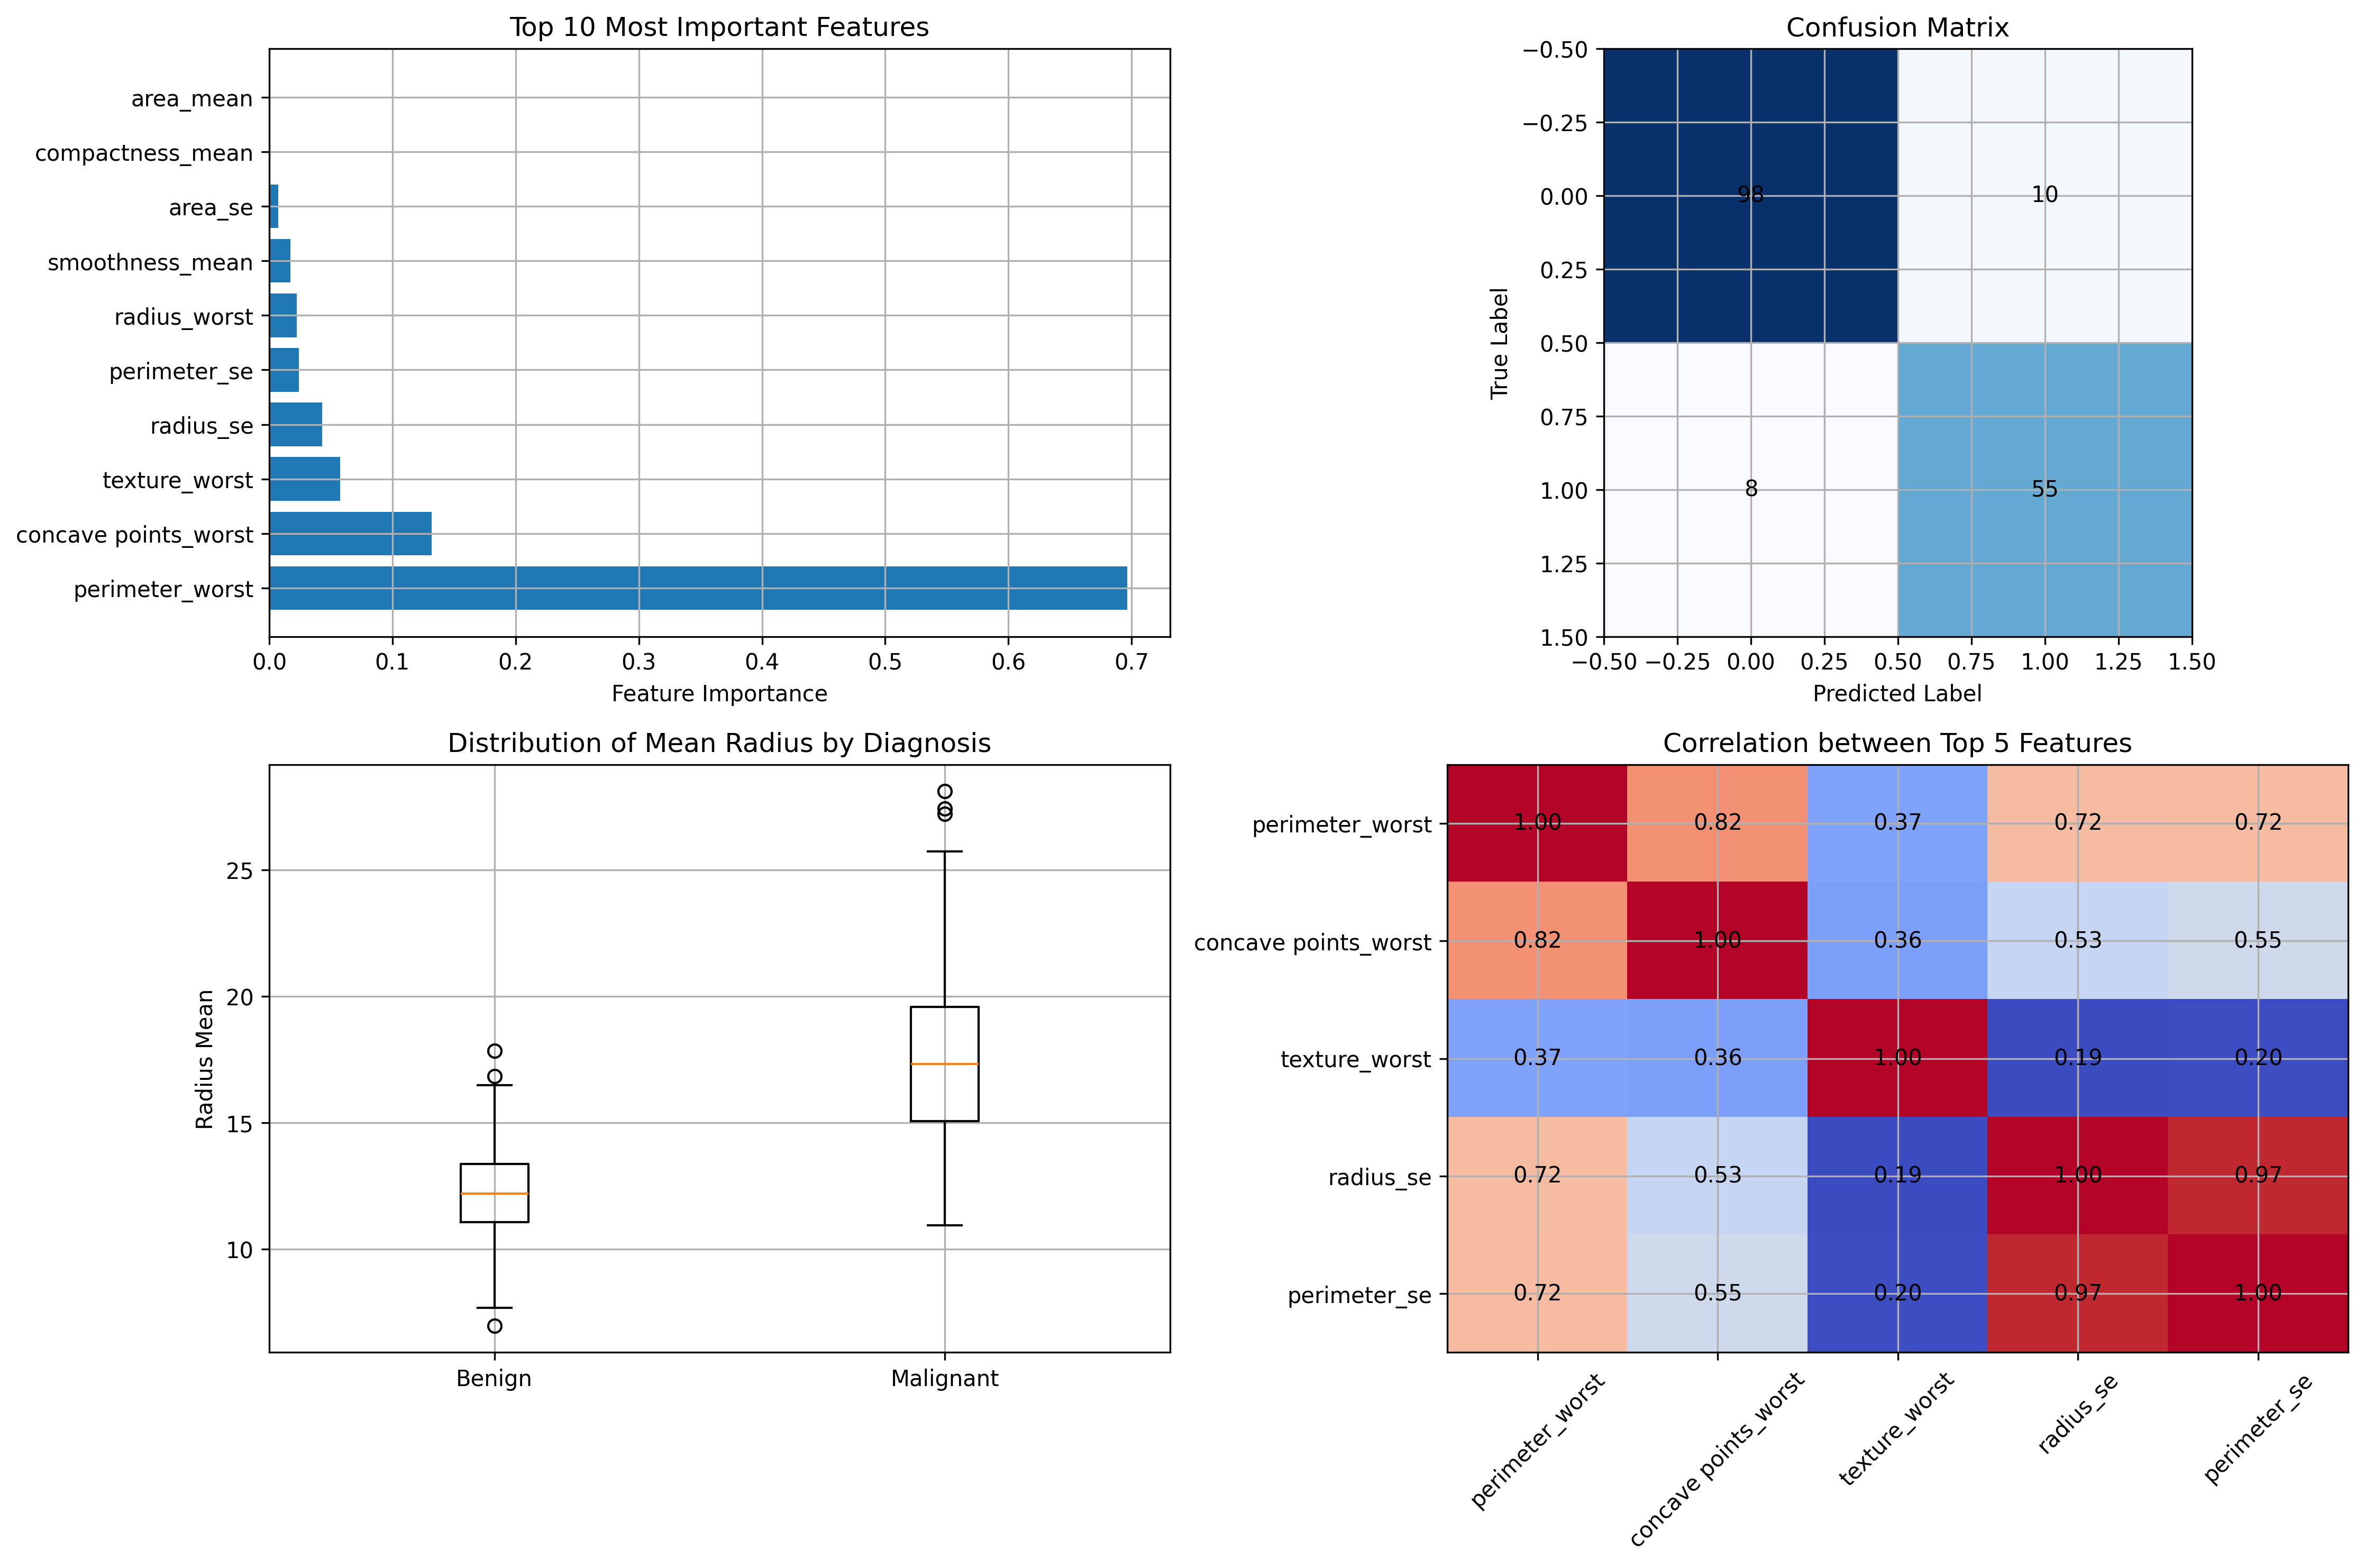 Top 10 Most Important Features
area_mean
compactness_mean
area_se
smoothness_mean
radius_worst
perimeter_se
radius_se
texture_worst
concave points_worst
perimeter_worst
0.0 0.1 0.2 0.3 0.4 0.5 0.6 0.7
Feature Importance
Confusion Matrix
True Label
−0.50
−0.25
0.00
0.25
0.50
0.75
1.00
1.25
1.50
98 10
8 55
−0.50 −0.25 0.00 0.25 0.50 0.75 1.00 1.25 1.50
Predicted Label
Distribution of Mean Radius by Diagnosis
Radius Mean
25
20
15
10
Benign Malignant
Correlation between Top 5 Features
perimeter_worst 1.00 0.82 0.37 0.72 0.72
concave points_worst 0.82 1.00 0.36 0.53 0.55
texture_worst 0.37 0.36 1.00 0.19 0.20
radius_se 0.72 0.53 0.19 1.00 0.97
perimeter_se 0.72 0.55 0.20 0.97 1.00
perimeter_worst
concave points_worst
texture_worst
radius_se
perimeter_se